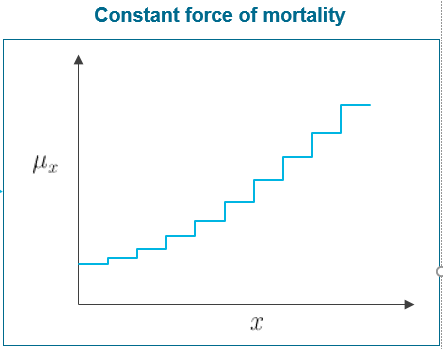 Constant force of mortality
μₓ
x